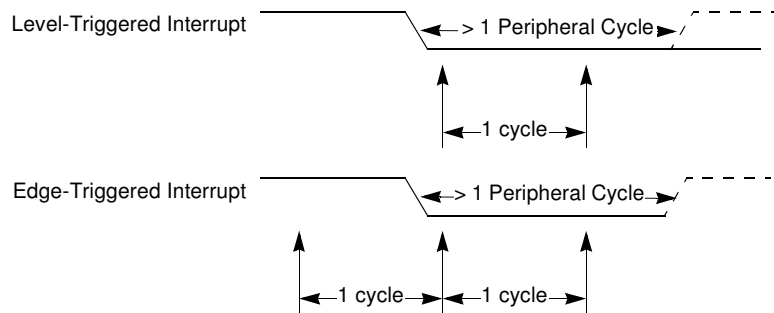 Level-Triggered Interrupt
> 1 Peripheral Cycle
1 cycle
Edge-Triggered Interrupt
> 1 Peripheral Cycle
1 cycle
1 cycle